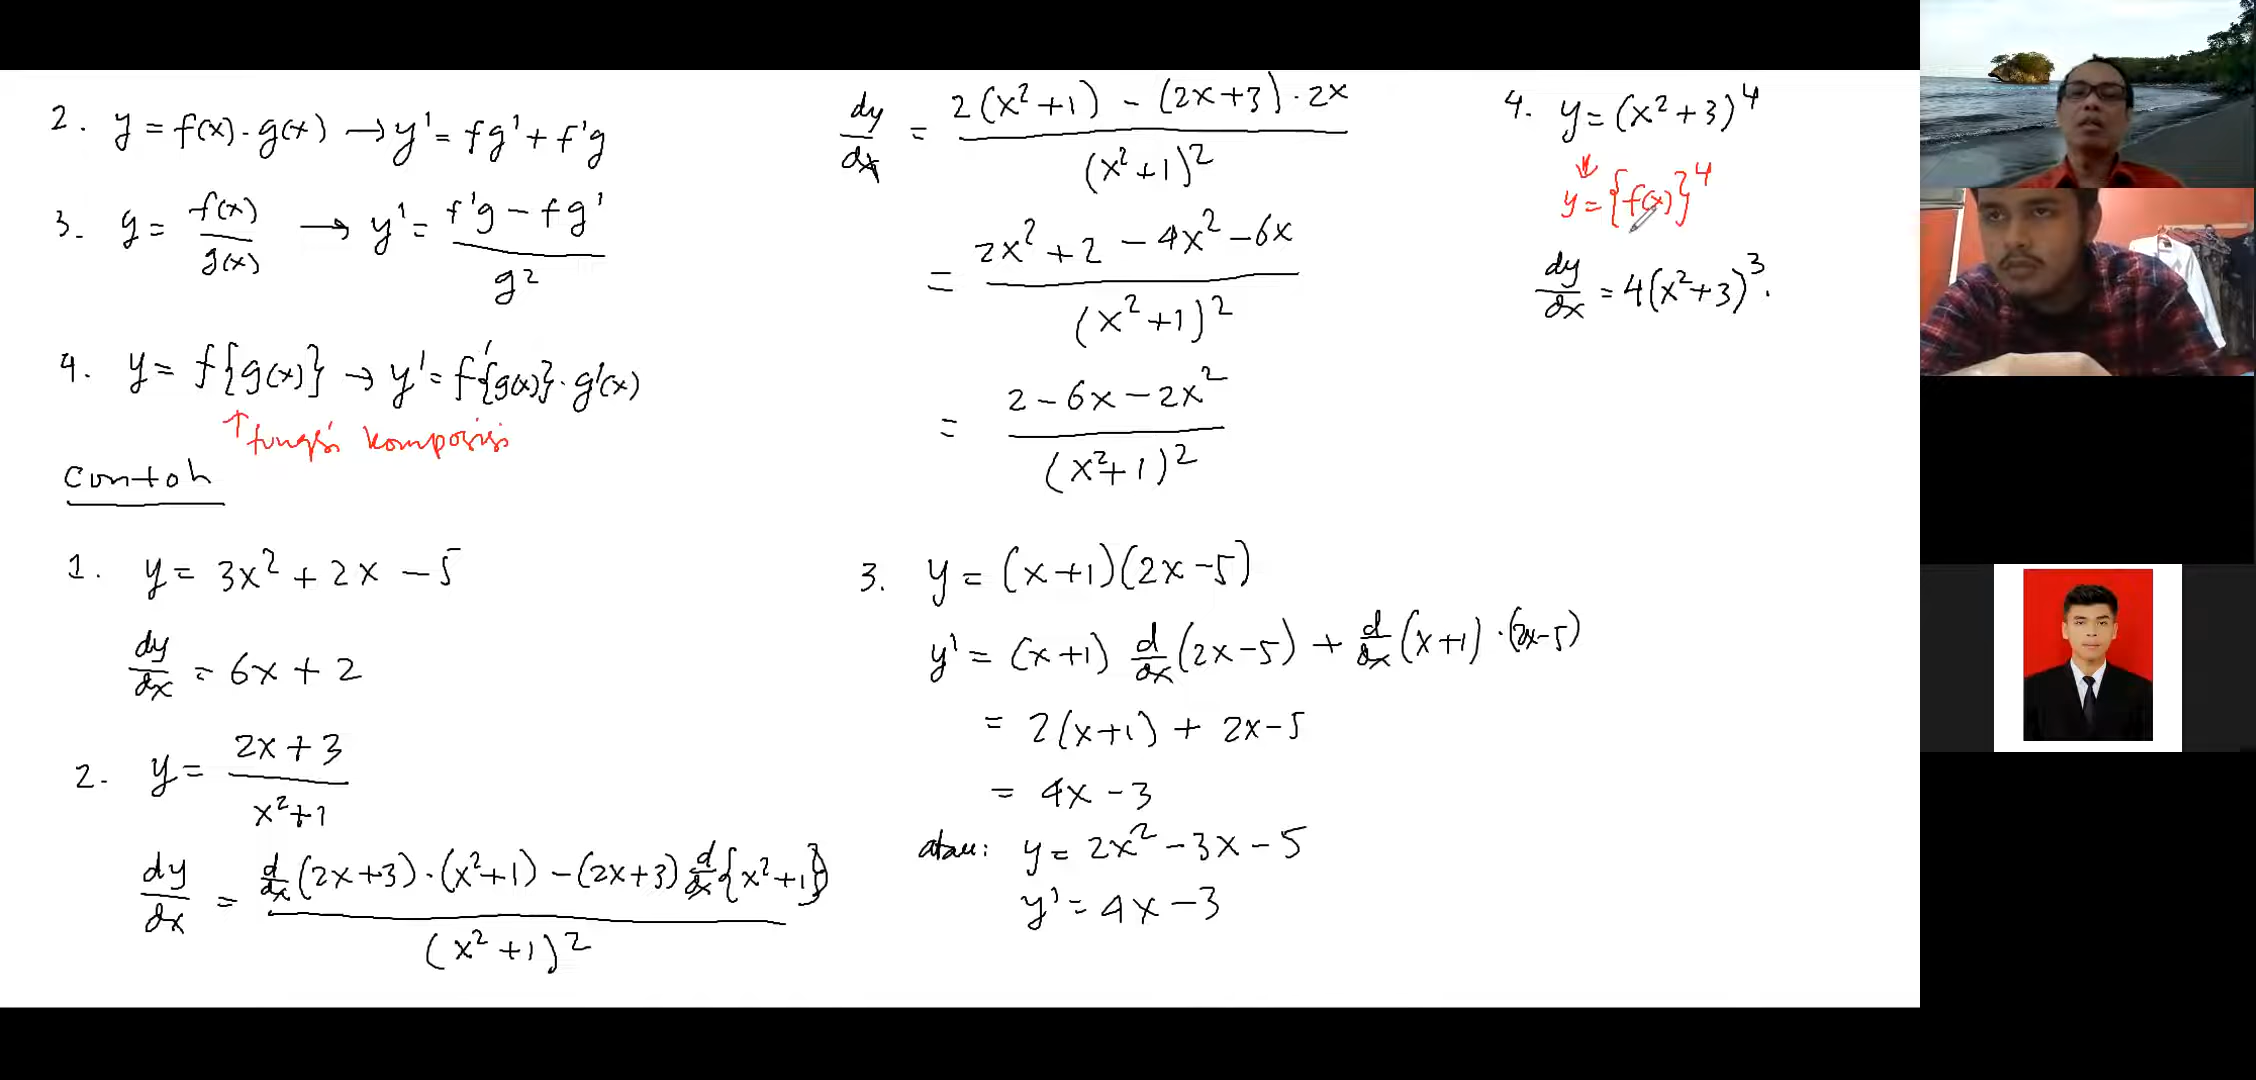 2. y = f(x) · g(x) → y' = fg' + f'g
3. y = f(x)/g(x) → y' = (f'g − fg')/g²
4. y = f{g(x)} → y' = f'{g(x)} · g'(x)
↑ fungsi komposisi
Contoh
1. y = 3x² + 2x − 5
dy/dx = 6x + 2
2. y = (2x + 3)/(x² + 1)
dy/dx = (d/dx (2x + 3) · (x² + 1) − (2x + 3) d/dx {x² + 1})/(x² + 1)²
dy/dx = (2(x² + 1) − (2x + 3) · 2x)/(x² + 1)²
= (2x² + 2 − 4x² − 6x)/(x² + 1)²
= (2 − 6x − 2x²)/(x² + 1)²
3. y = (x + 1)(2x − 5)
y' = (x + 1) d/dx (2x − 5) + d/dx (x + 1) · (2x − 5)
= 2(x + 1) + 2x − 5
= 4x − 3
atau: y = 2x² − 3x − 5
y' = 4x − 3
4. y = (x² + 3)⁴
↓
y = {f(x)}⁴
dy/dx = 4(x² + 3)³ ·